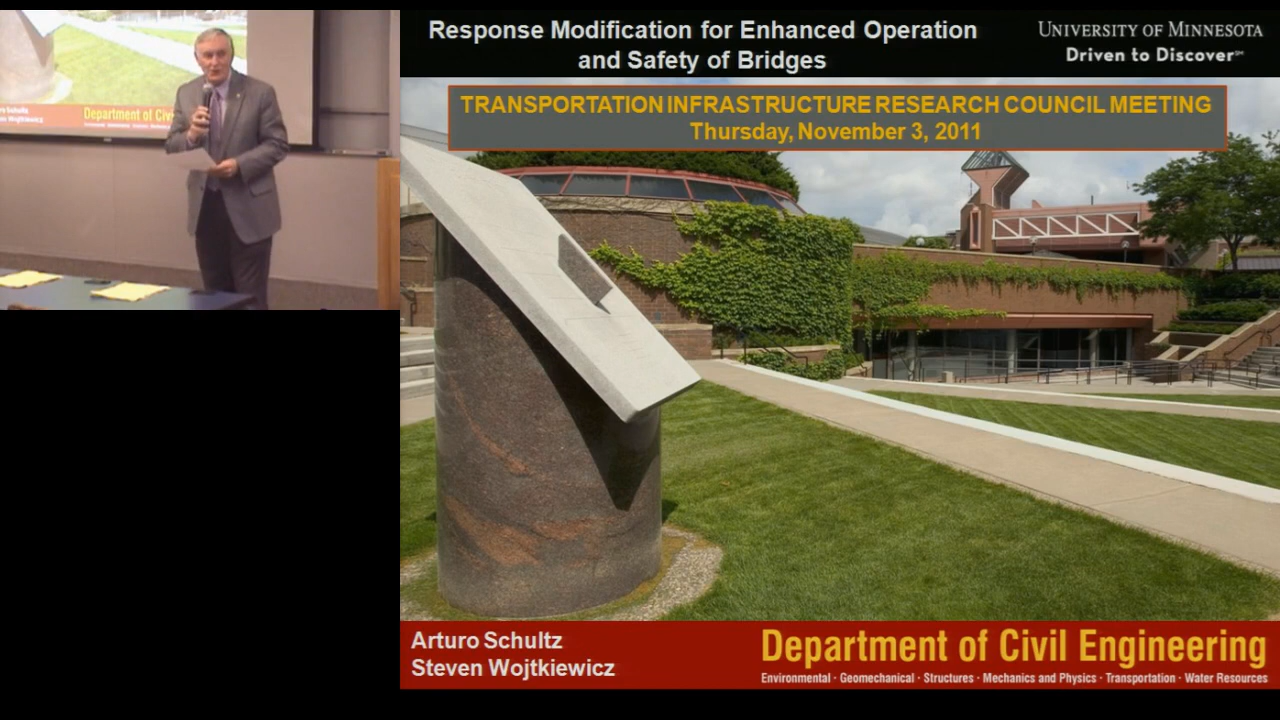 Response Modification for Enhanced Operation
and Safety of Bridges
UNIVERSITY OF MINNESOTA
Driven to Discover℠
TRANSPORTATION INFRASTRUCTURE RESEARCH COUNCIL MEETING
Thursday, November 3, 2011
Arturo Schultz
Steven Wojtkiewicz
Department of Civil Engineering
Environmental · Geomechanical · Structures · Mechanics and Physics · Transportation · Water Resources
Schultz
Department of Civ